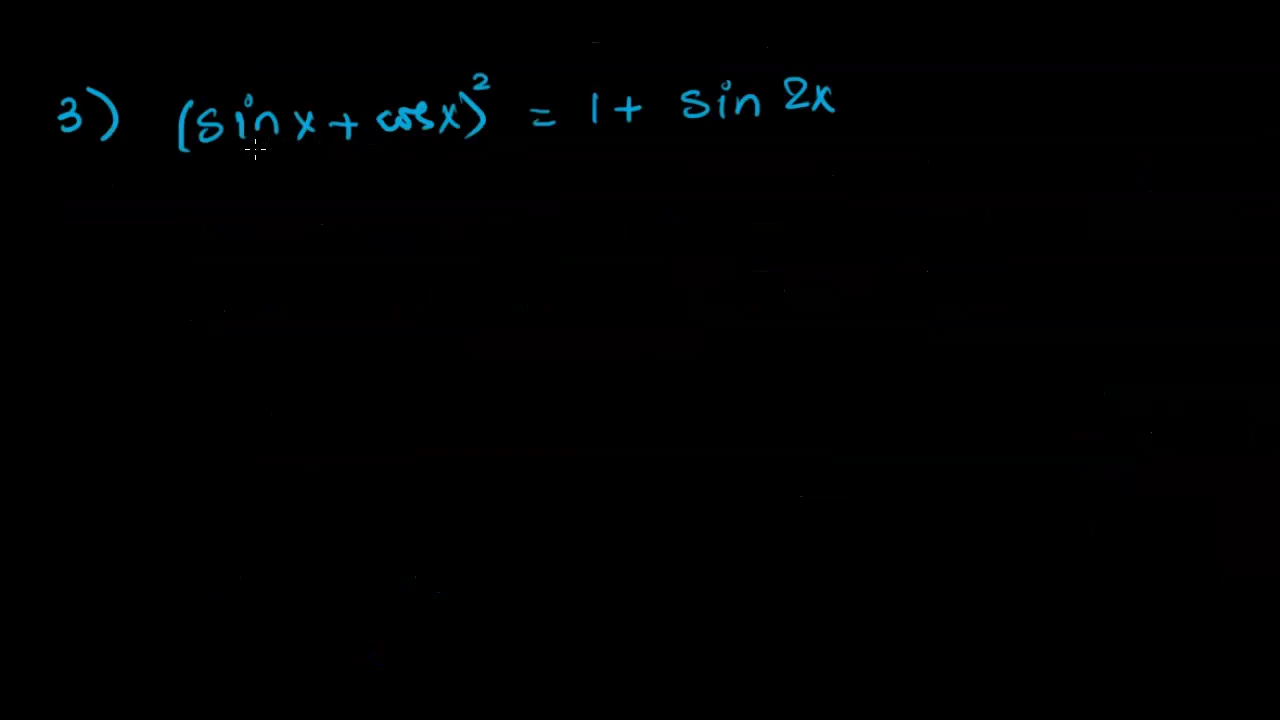 3) (sin x + cos x)² = 1 + sin 2x